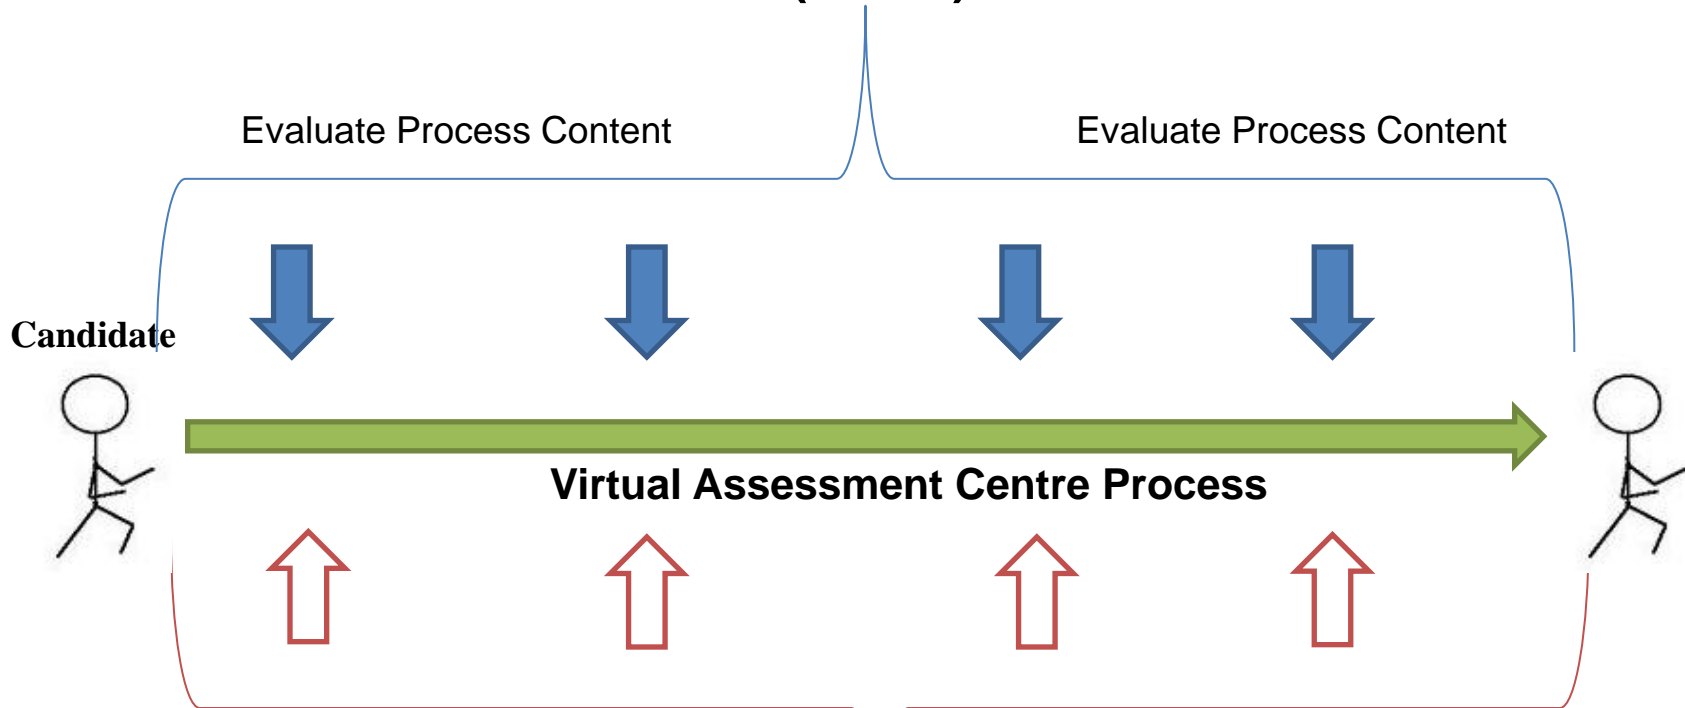 Evaluate Process Content
Evaluate Process Content
Candidate
Virtual Assessment Centre Process